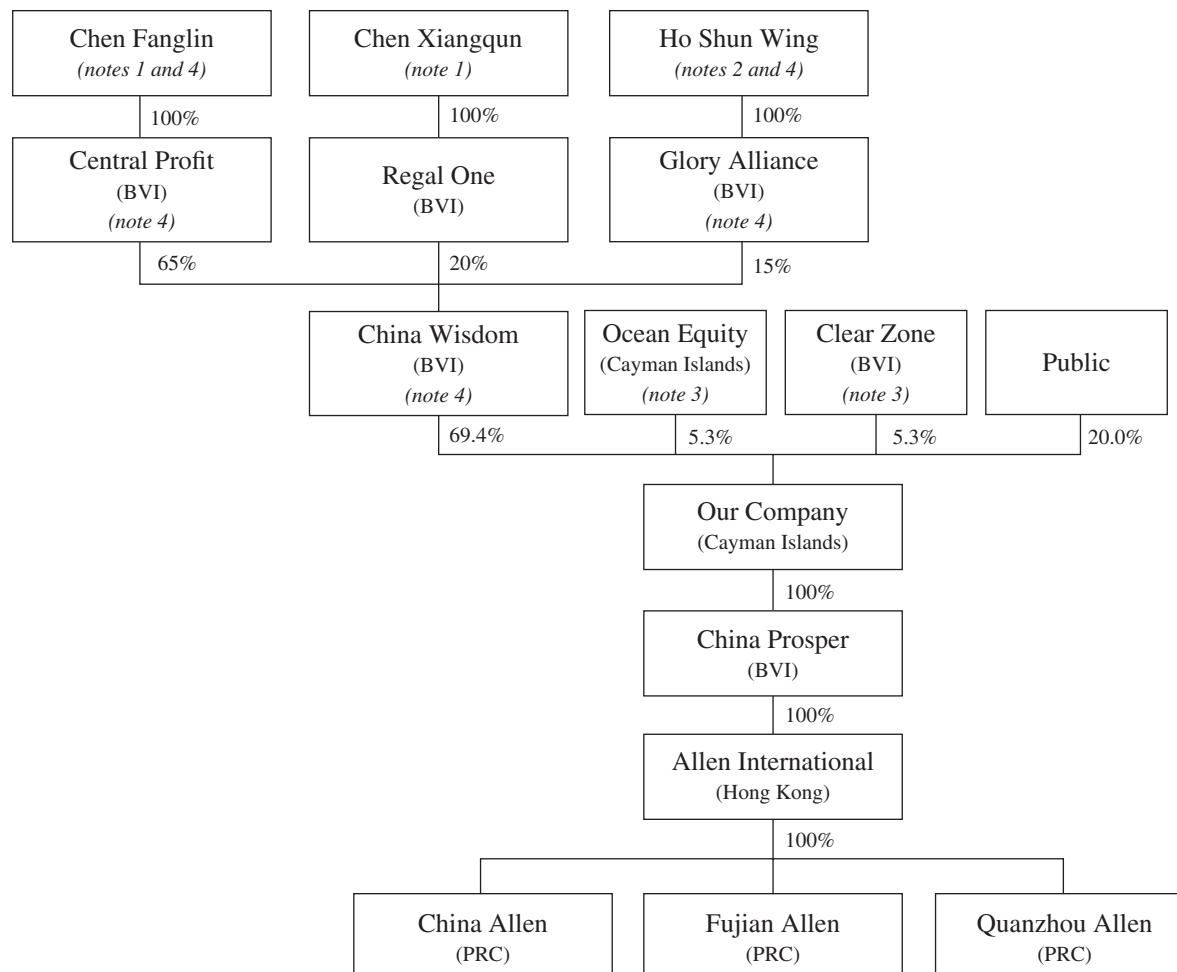 Chen Fanglin
(notes 1 and 4)
Chen Xiangqun
(note 1)
Ho Shun Wing
(notes 2 and 4)
100%
100%
100%
Central Profit
(BVI)
(note 4)
Regal One
(BVI)
Glory Alliance
(BVI)
(note 4)
65%
20%
15%
China Wisdom
(BVI)
(note 4)
Ocean Equity
(Cayman Islands)
(note 3)
Clear Zone
(BVI)
(note 3)
Public
69.4%
5.3%
5.3%
20.0%
Our Company
(Cayman Islands)
100%
China Prosper
(BVI)
100%
Allen International
(Hong Kong)
100%
China Allen
(PRC)
Fujian Allen
(PRC)
Quanzhou Allen
(PRC)